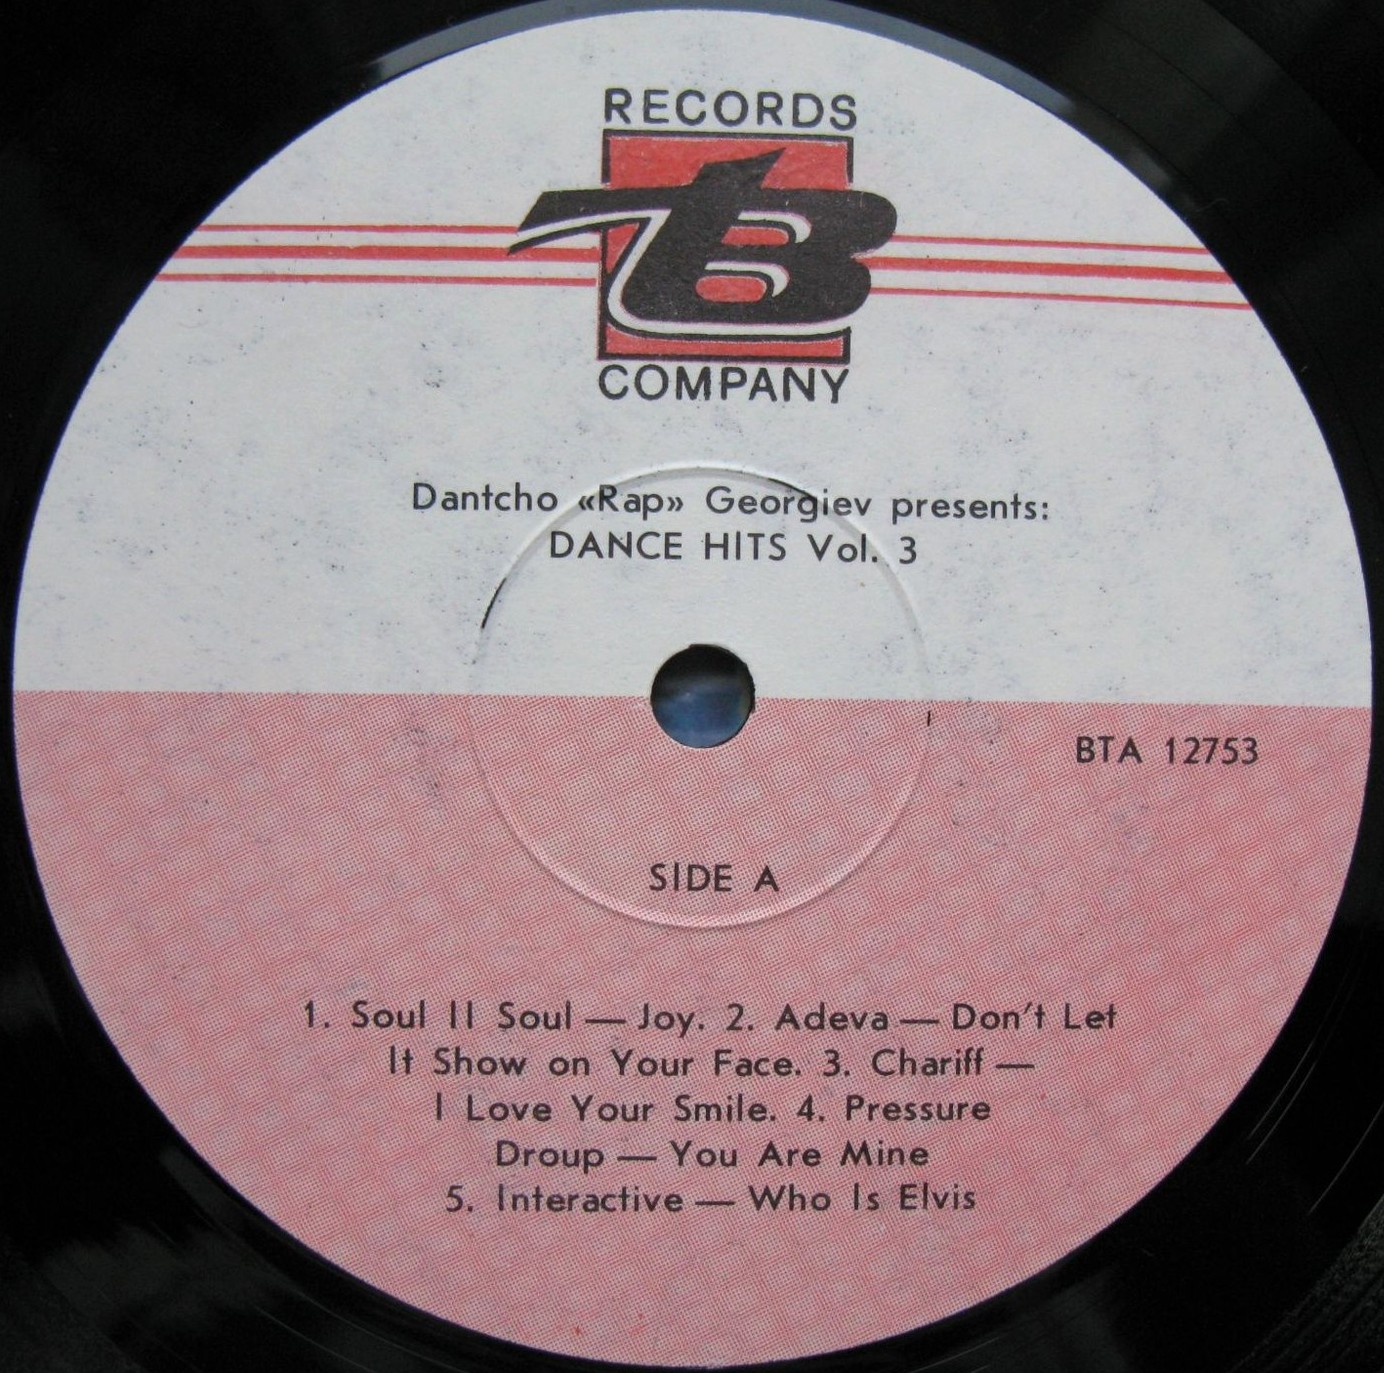 RECORDS
TB
COMPANY
Dantcho «Rap» Georgiev presents:
DANCE HITS Vol. 3
BTA 12753
SIDE A
1. Soul II Soul — Joy. 2. Adeva — Don't Let
It Show on Your Face. 3. Chariff —
I Love Your Smile. 4. Pressure
Droup — You Are Mine
5. Interactive — Who Is Elvis